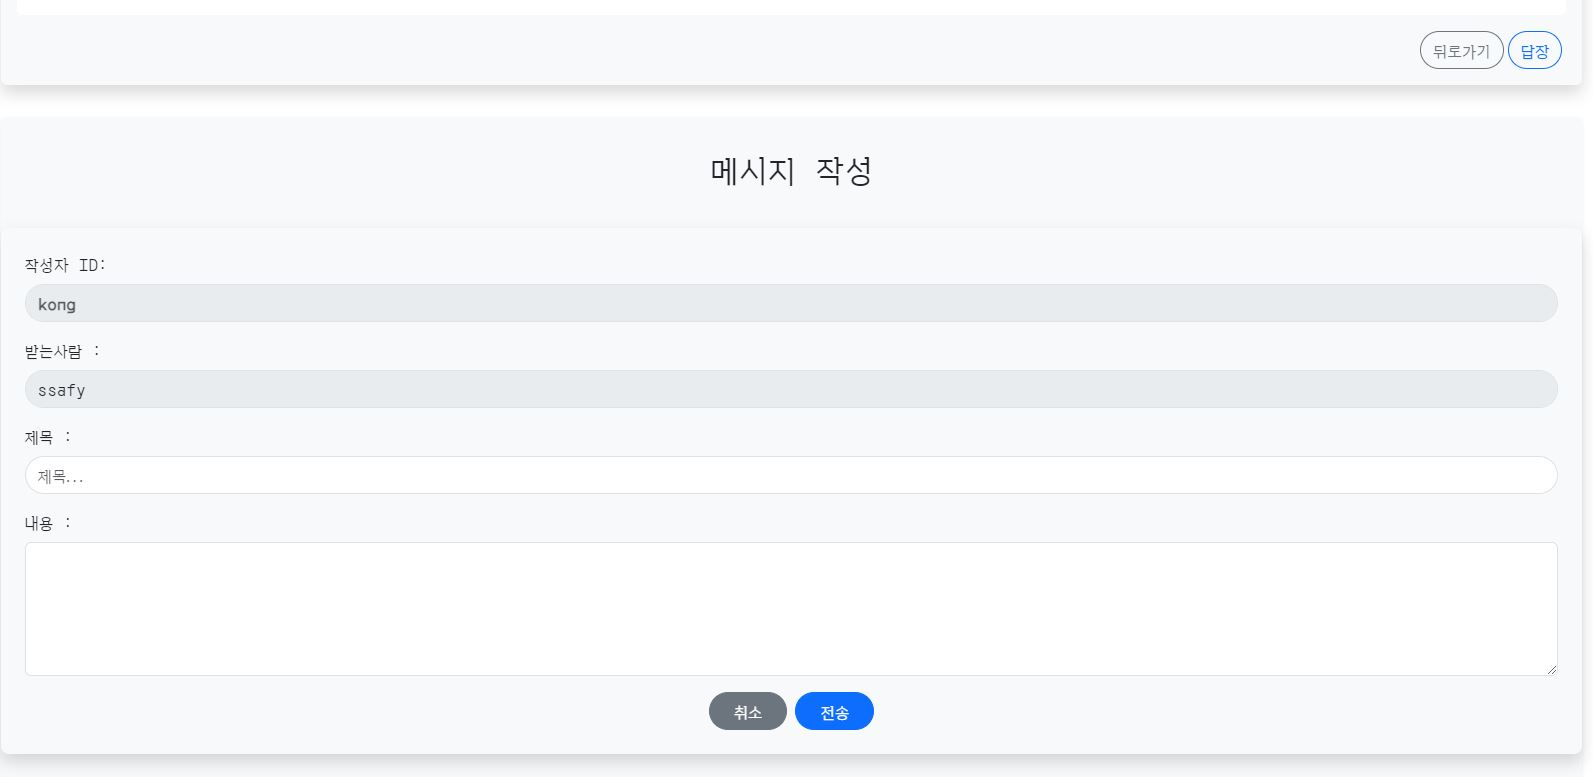 뒤로가기 답장
메시지 작성
작성자 ID:
kong
받는사람 :
ssafy
제목 :
제목...
내용 :
취소 전송